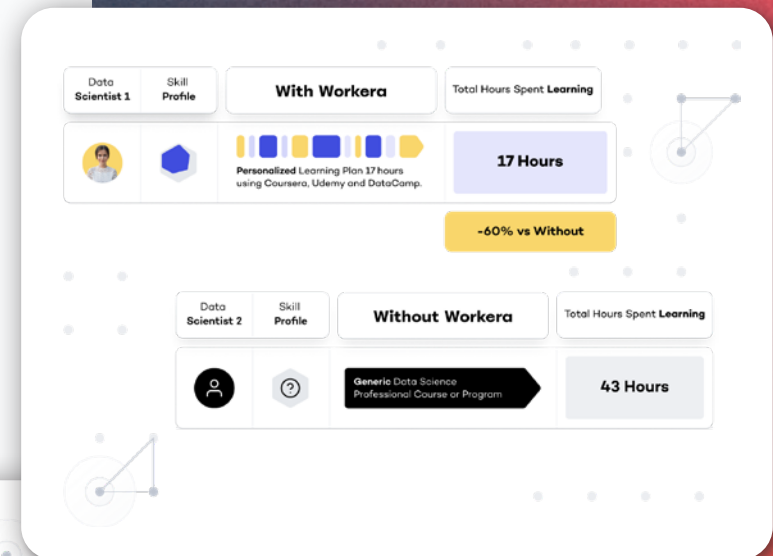 Data
Scientist 1
Skill
Profile
With Workera
Total Hours Spent Learning
Personalized Learning Plan 17 hours
using Coursera, Udemy and DataCamp.
17 Hours
-60% vs Without
Data
Scientist 2
Skill
Profile
Without Workera
Total Hours Spent Learning
?
Generic Data Science
Professional Course or Program
43 Hours